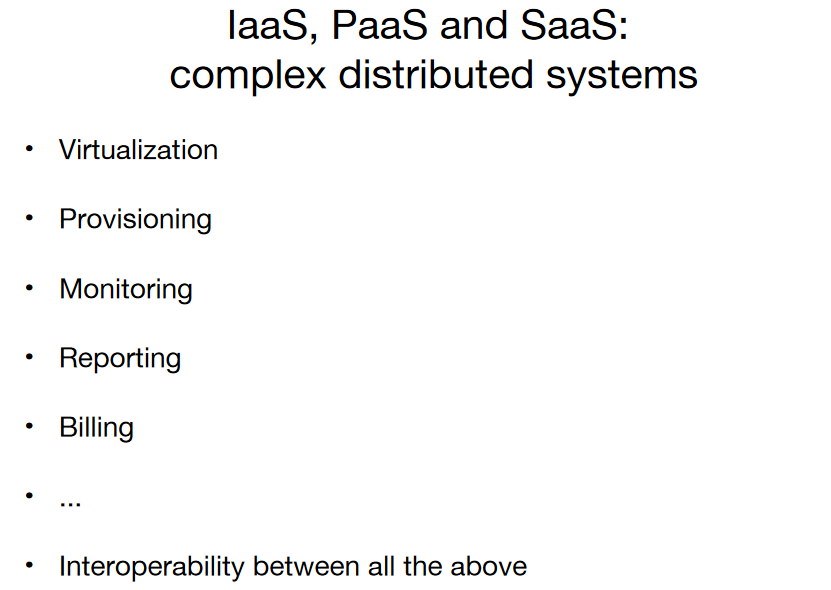 IaaS, PaaS and SaaS:
complex distributed systems
• Virtualization
• Provisioning
• Monitoring
• Reporting
• Billing
• ...
• Interoperability between all the above